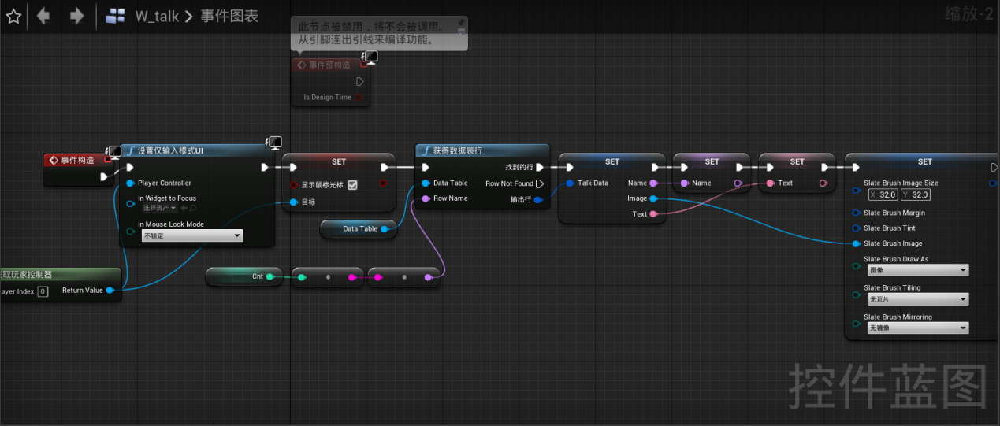 W_talk > 事件图表
缩放-2
此节点被禁用，将不会被调用。
从引脚连出引线来编译功能。
事件预构造
Is Design Time
事件构造
设置仅输入模式UI
Player Controller
In Widget to Focus
选择资产
In Mouse Lock Mode
不锁定
SET
显示鼠标光标
目标
获得数据表行
找到的行
Data Table
Row Not Found
Row Name
输出行
Data Table
SET
Talk Data
Name
Image
Text
SET
Name
SET
Text
SET
Slate Brush Image Size
X 32.0 Y 32.0
Slate Brush Margin
Slate Brush Tint
Slate Brush Image
Slate Brush Draw As
图像
Slate Brush Tiling
无瓦片
Slate Brush Mirroring
无镜像
取玩家控制器
ayer Index 0
Return Value
Cnt
控件蓝图